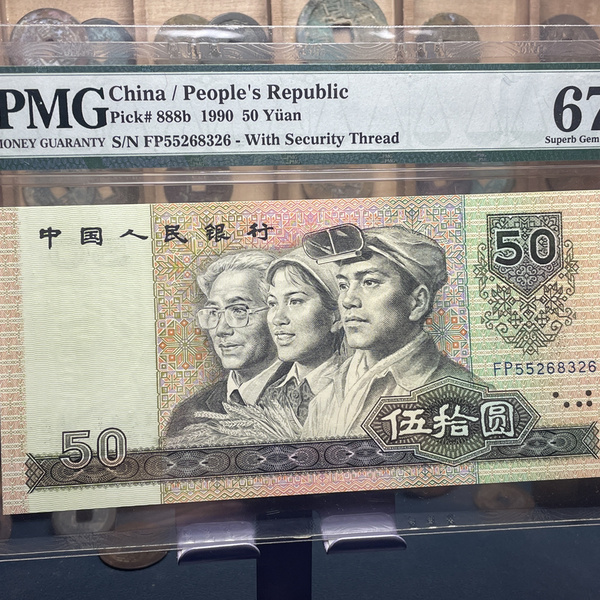 PMG
MONEY GUARANTY
China / People's Republic
Pick# 888b 1990 50 Yüan
S/N FP55268326 - With Security Thread
67
Superb Gem
中国人民银行
50
FP55268326
伍拾圆
50